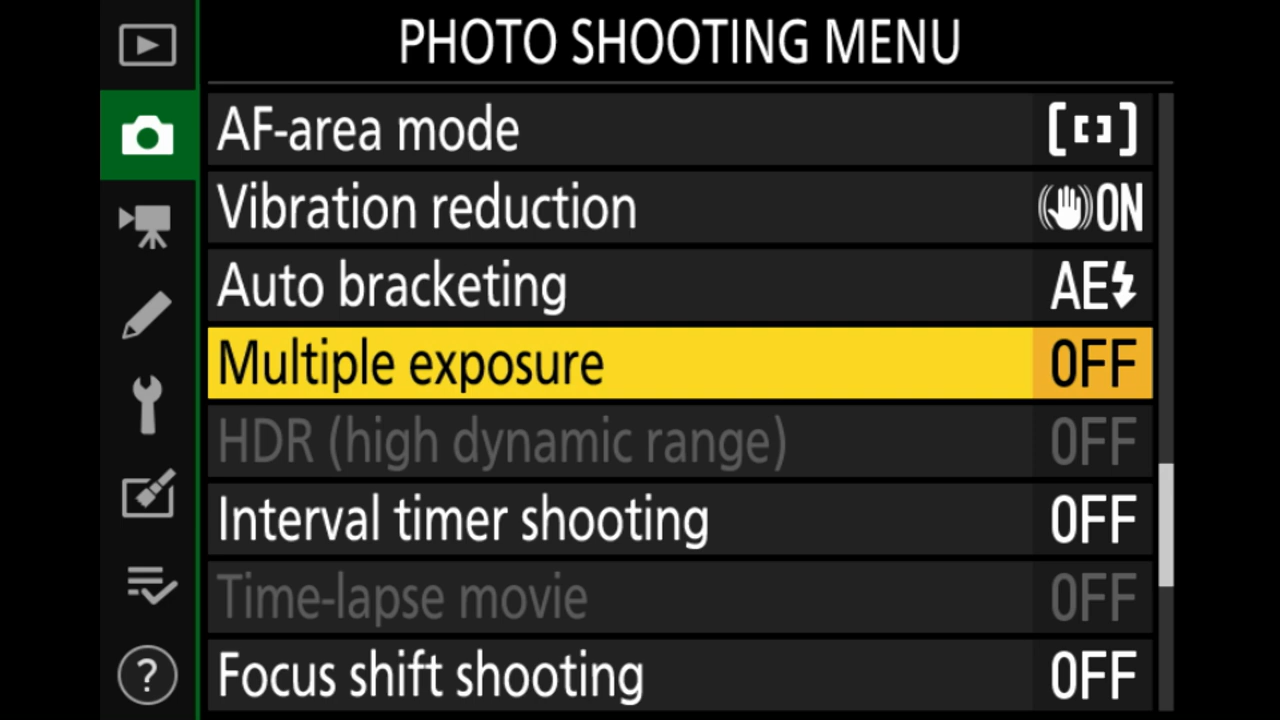 PHOTO SHOOTING MENU
AF-area mode
Vibration reduction ON
Auto bracketing AE
Multiple exposure OFF
HDR (high dynamic range) OFF
Interval timer shooting OFF
Time-lapse movie OFF
Focus shift shooting OFF
?